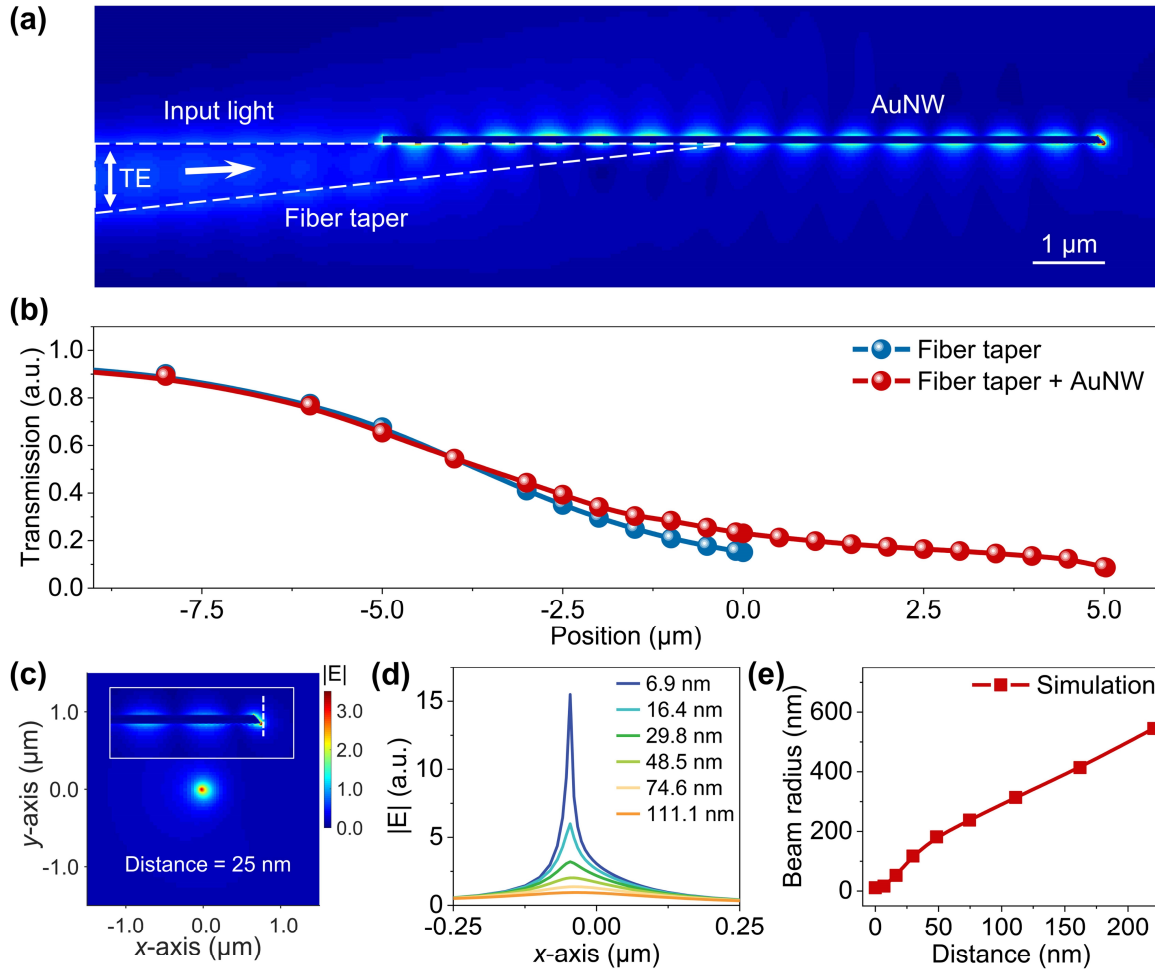 (a)
Input light
AuNW
TE
Fiber taper
1 μm
(b)
Transmission (a.u.)
1.0
0.8
0.6
0.4
0.2
0.0
Fiber taper
Fiber taper + AuNW
-7.5 -5.0 -2.5 0.0 2.5 5.0
Position (μm)
(c)
|E|
3.0
2.0
1.0
0.0
y-axis (μm)
1.0
0.0
-1.0
Distance = 25 nm
-1.0 0.0 1.0
x-axis (μm)
(d)
|E| (a.u.)
15
10
5
0
6.9 nm
16.4 nm
29.8 nm
48.5 nm
74.6 nm
111.1 nm
-0.25 0.00 0.25
x-axis (μm)
(e)
Beam radius (nm)
600
400
200
0
Simulation
0 50 100 150 200
Distance (nm)